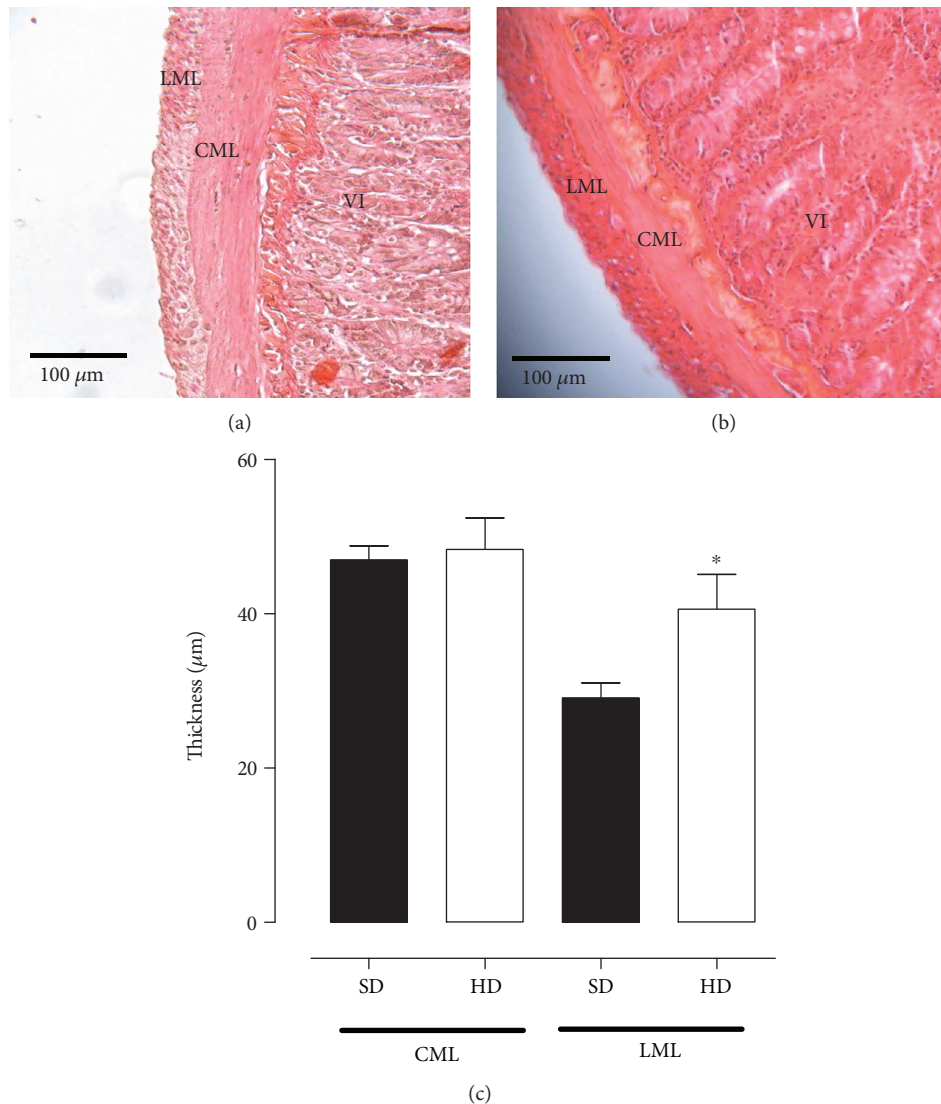 LML
CML
VI
100 μm
(a)
LML
CML
VI
100 μm
(b)
60
40
20
0
Thickness (μm)
*
SD HD SD HD
CML LML
(c)